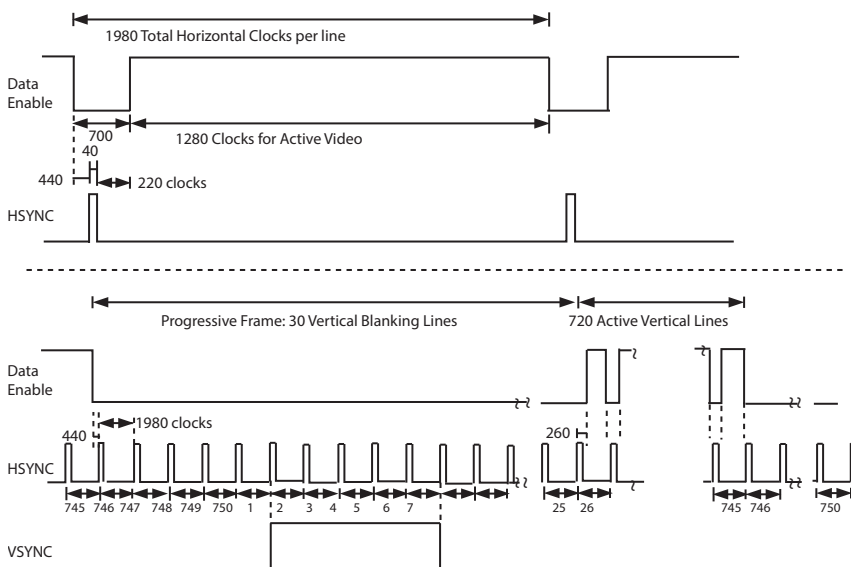 1980 Total Horizontal Clocks per line
Data
Enable
700
1280 Clocks for Active Video
40
440
220 clocks
HSYNC
Progressive Frame: 30 Vertical Blanking Lines
720 Active Vertical Lines
Data
Enable
1980 clocks
440
260
HSYNC
745 746 747 748 749 750 1 2 3 4 5 6 7 25 26 745 746 750
VSYNC